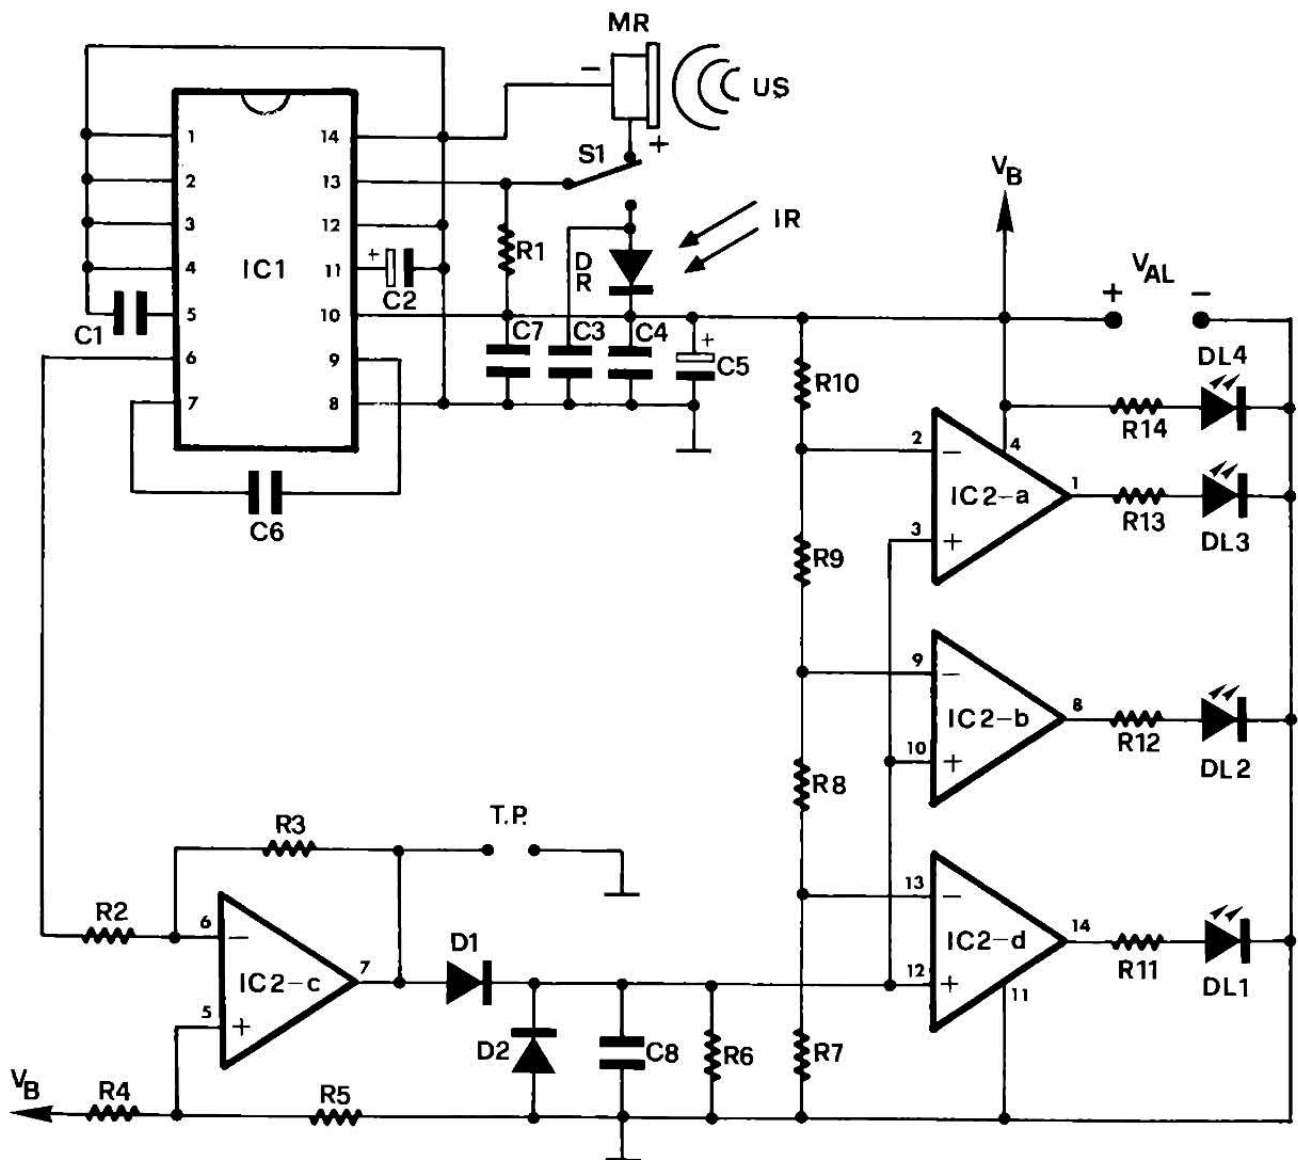 MR
−
US
+
S1
1
2
3
4
5
6
7
14
13
12
11
10
9
8
IC1
R1
IR
D
R
+
C2
C1
C7
C3
C4
+
C5
C6
VB
VAL
+
−
R10
DL4
R14
2
−
4
IC2-a
1
R13
DL3
3
+
R9
9
−
IC2-b
8
R12
DL2
10
+
R8
T.P.
R3
13
−
IC2-d
14
R11
DL1
12
+
11
R2
6
−
IC2-c
7
5
+
D1
D2
C8
R6
R7
VB
R4
R5